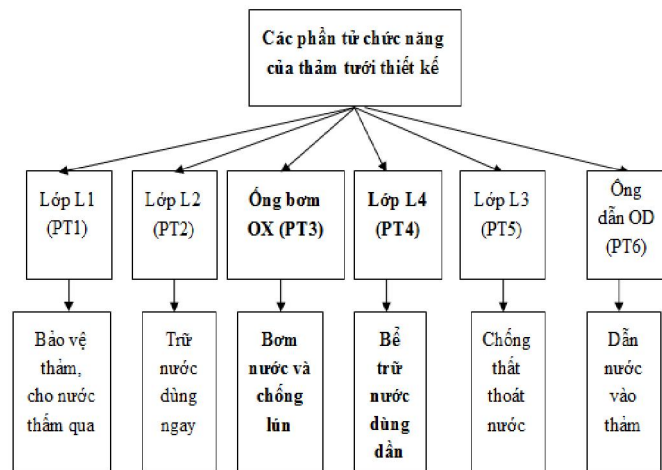 Các phần tử chức năng
của thảm tưới thiết kế
Lớp L1
(PT1)
Lớp L2
(PT2)
Ống bơm
OX (PT3)
Lớp L4
(PT4)
Lớp L3
(PT5)
Ông
dẫn OD
(PT6)
Bảo vệ
thảm,
cho nước
thấm qua
Trữ
nước
dùng
ngay
Bơm
nước và
chống
lún
Bể
trữ
nước
dùng
dần
Chống
thất
thoát
nước
Dẫn
nước
vào
thảm